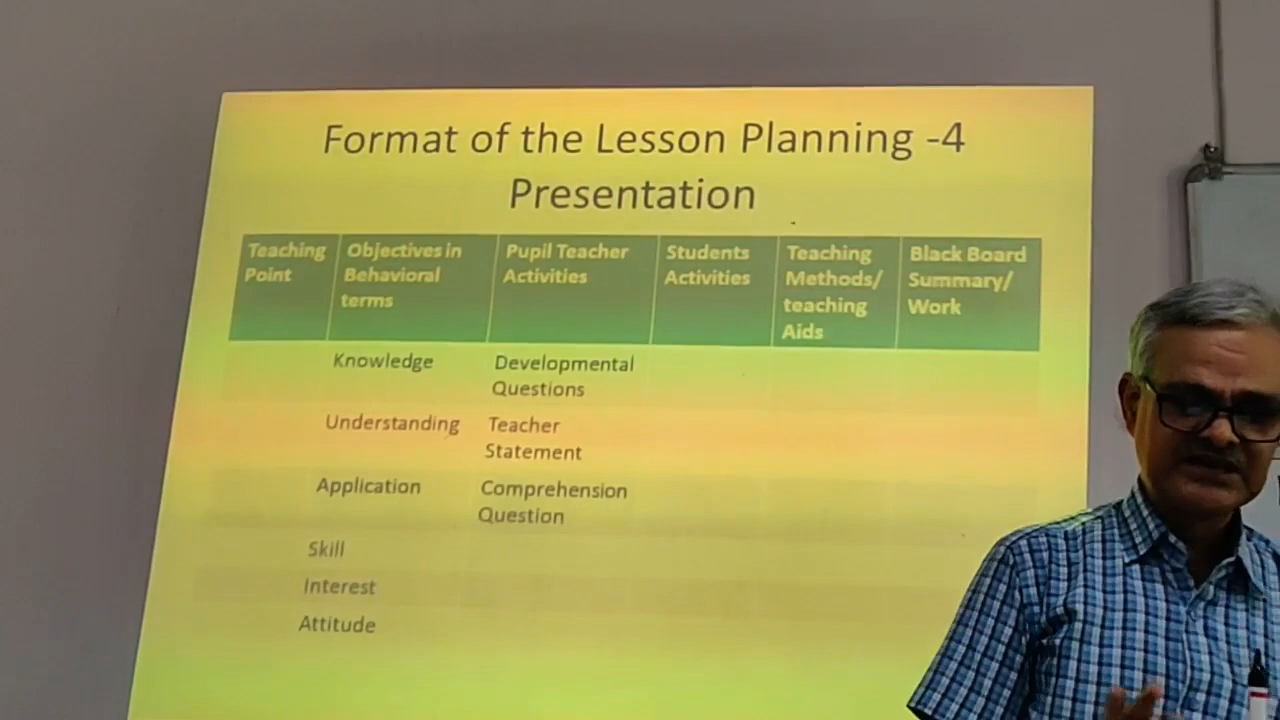 Format of the Lesson Planning -4
Presentation
Teaching Point
Objectives in Behavioral terms
Pupil Teacher Activities
Students Activities
Teaching Methods/ teaching Aids
Black Board Summary/ Work
Knowledge
Developmental Questions
Understanding
Teacher Statement
Application
Comprehension Question
Skill
Interest
Attitude